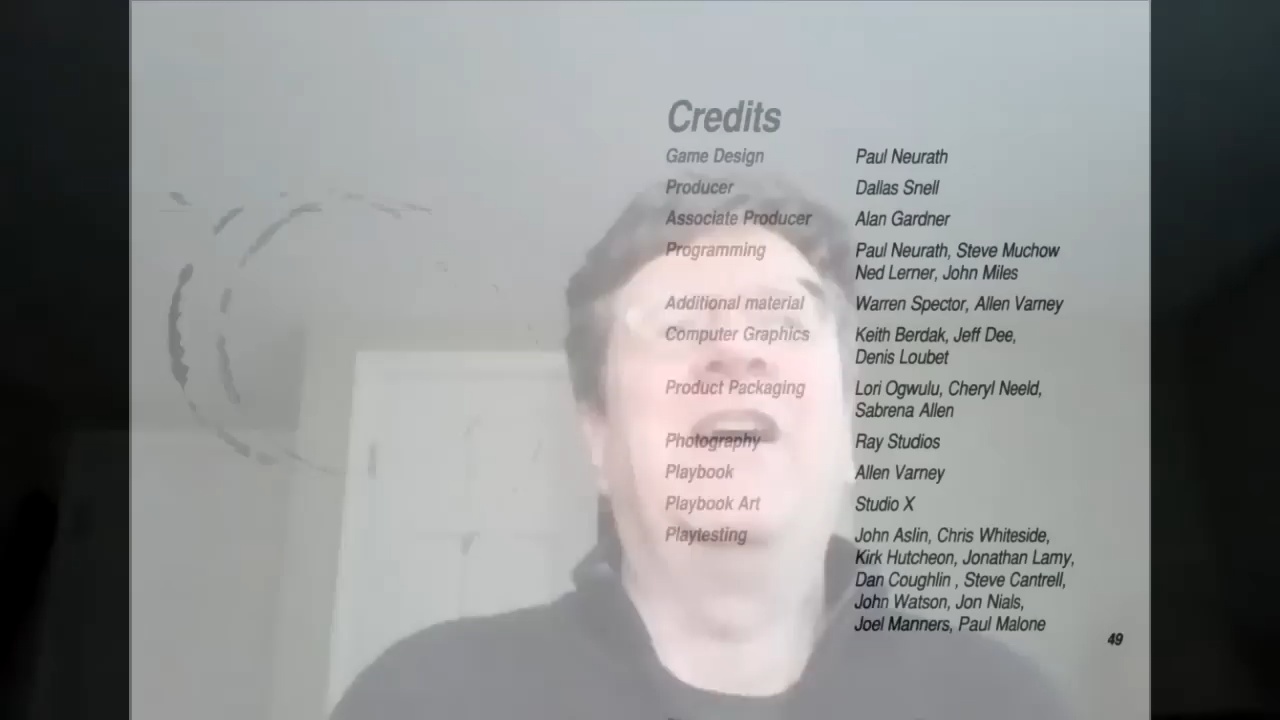 Credits
Game Design Paul Neurath
Producer Dallas Snell
Associate Producer Alan Gardner
Programming Paul Neurath, Steve Muchow
Ned Lerner, John Miles
Additional material Warren Spector, Allen Varney
Computer Graphics Keith Berdak, Jeff Dee,
Denis Loubet
Product Packaging Lori Ogwulu, Cheryl Neeld,
Sabrena Allen
Photography Ray Studios
Playbook Allen Varney
Playbook Art Studio X
Playtesting John Aslin, Chris Whiteside,
Kirk Hutcheon, Jonathan Lamy,
Dan Coughlin , Steve Cantrell,
John Watson, Jon Nials,
Joel Manners, Paul Malone
49